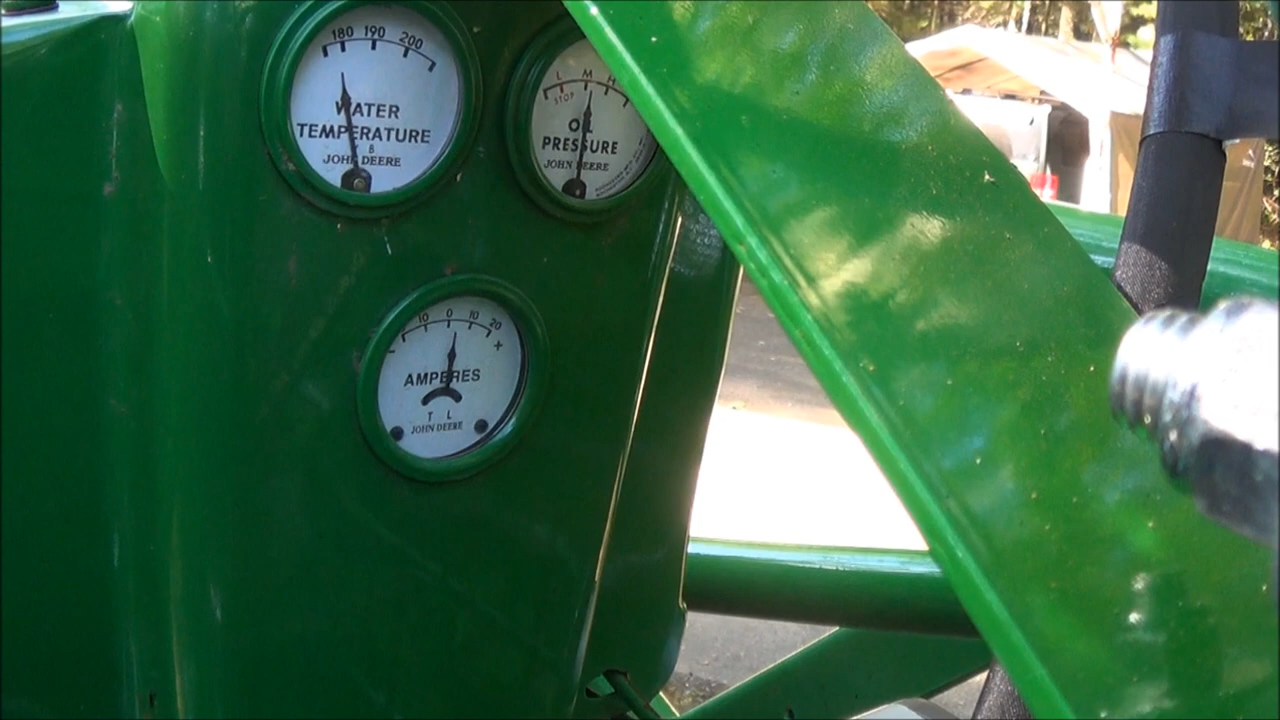 180 190 200
WATER
TEMPERATURE
B
JOHN DEERE
L M H
STOP
OIL
PRESSURE
JOHN DEERE
10 0 10 20
- +
AMPERES
T L
JOHN DEERE